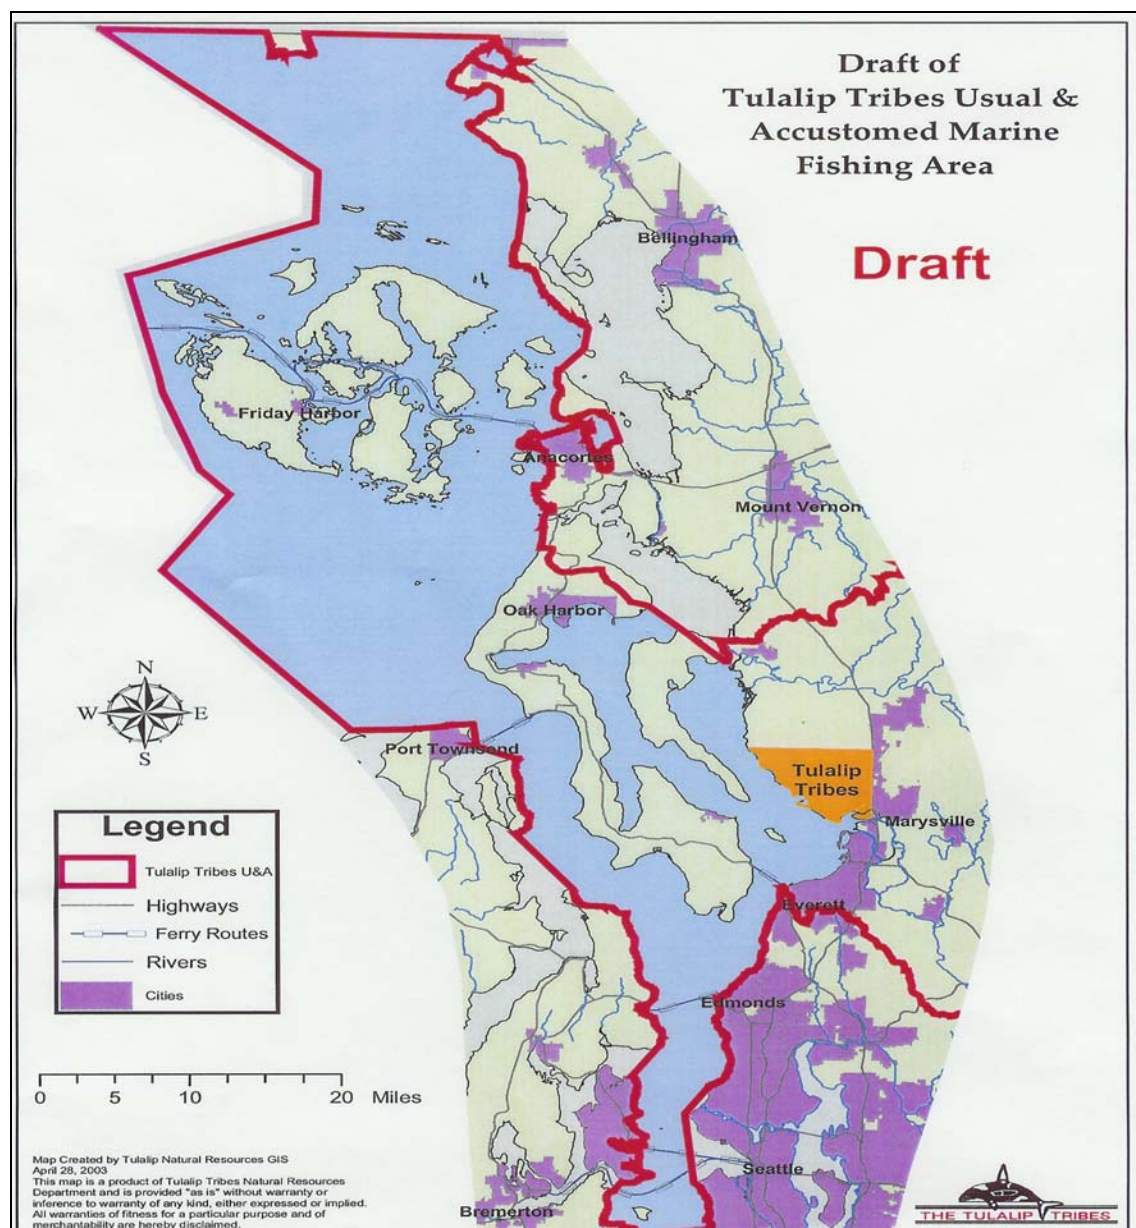 Draft of
Tulalip Tribes Usual &
Accustomed Marine
Fishing Area
Draft
Bellingham
Friday Harbor
Anacortes
Mount Vernon
Oak Harbor
N
W E
S
Port Townsend
Tulalip
Tribes
Marysville
Everett
Edmonds
Seattle
Bremerton
Legend
Tulalip Tribes U&A
Highways
Ferry Routes
Rivers
Cities
0 5 10 20 Miles
Map Created by Tulalip Natural Resources GIS
April 28, 2003
This map is a product of Tulalip Tribes Natural Resources
Department and is provided "as is" without warranty or
inference to warranty of any kind, either expressed or implied.
All warranties of fitness for a particular purpose and of
merchantability are hereby disclaimed.
THE TULALIP TRIBES